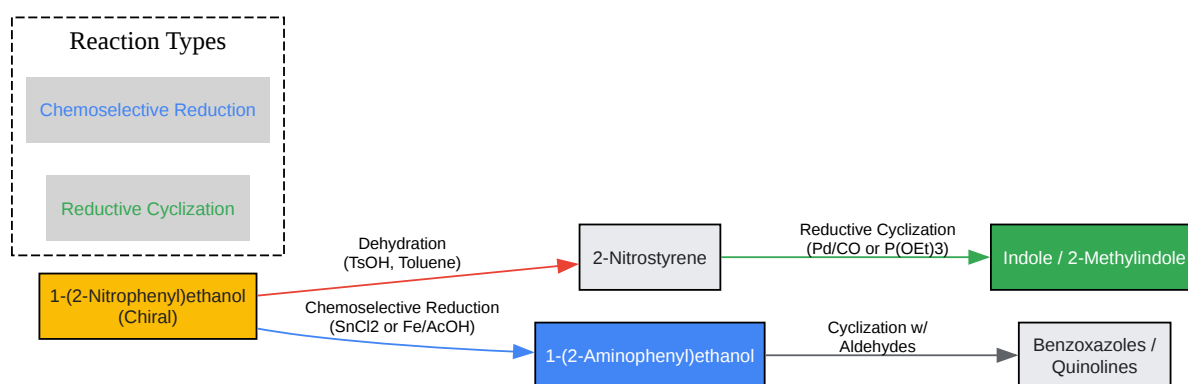 Reaction Types
Chemoselective Reduction
Reductive Cyclization
1-(2-Nitrophenyl)ethanol
(Chiral)
Dehydration
(TsOH, Toluene)
Chemoselective Reduction
(SnCl2 or Fe/AcOH)
2-Nitrostyrene
1-(2-Aminophenyl)ethanol
Reductive Cyclization
(Pd/CO or P(OEt)3)
Cyclization w/
Aldehydes
Indole / 2-Methylindole
Benzoxazoles /
Quinolines